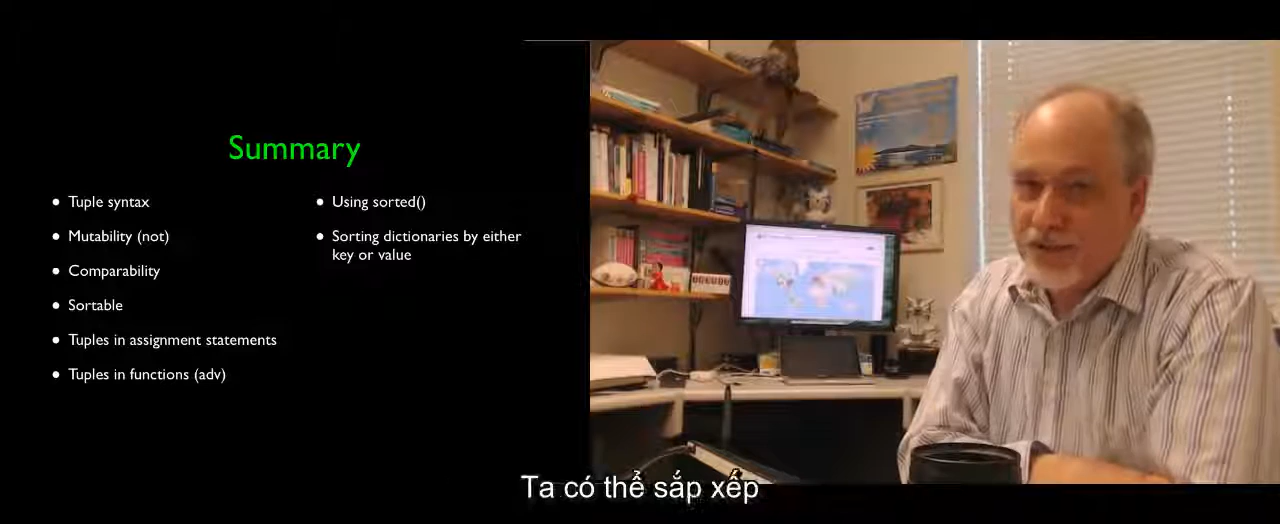 Summary
Tuple syntax
Mutability (not)
Comparability
Sortable
Tuples in assignment statements
Tuples in functions (adv)
Using sorted()
Sorting dictionaries by either
key or value
Ta có thể sắp xếp